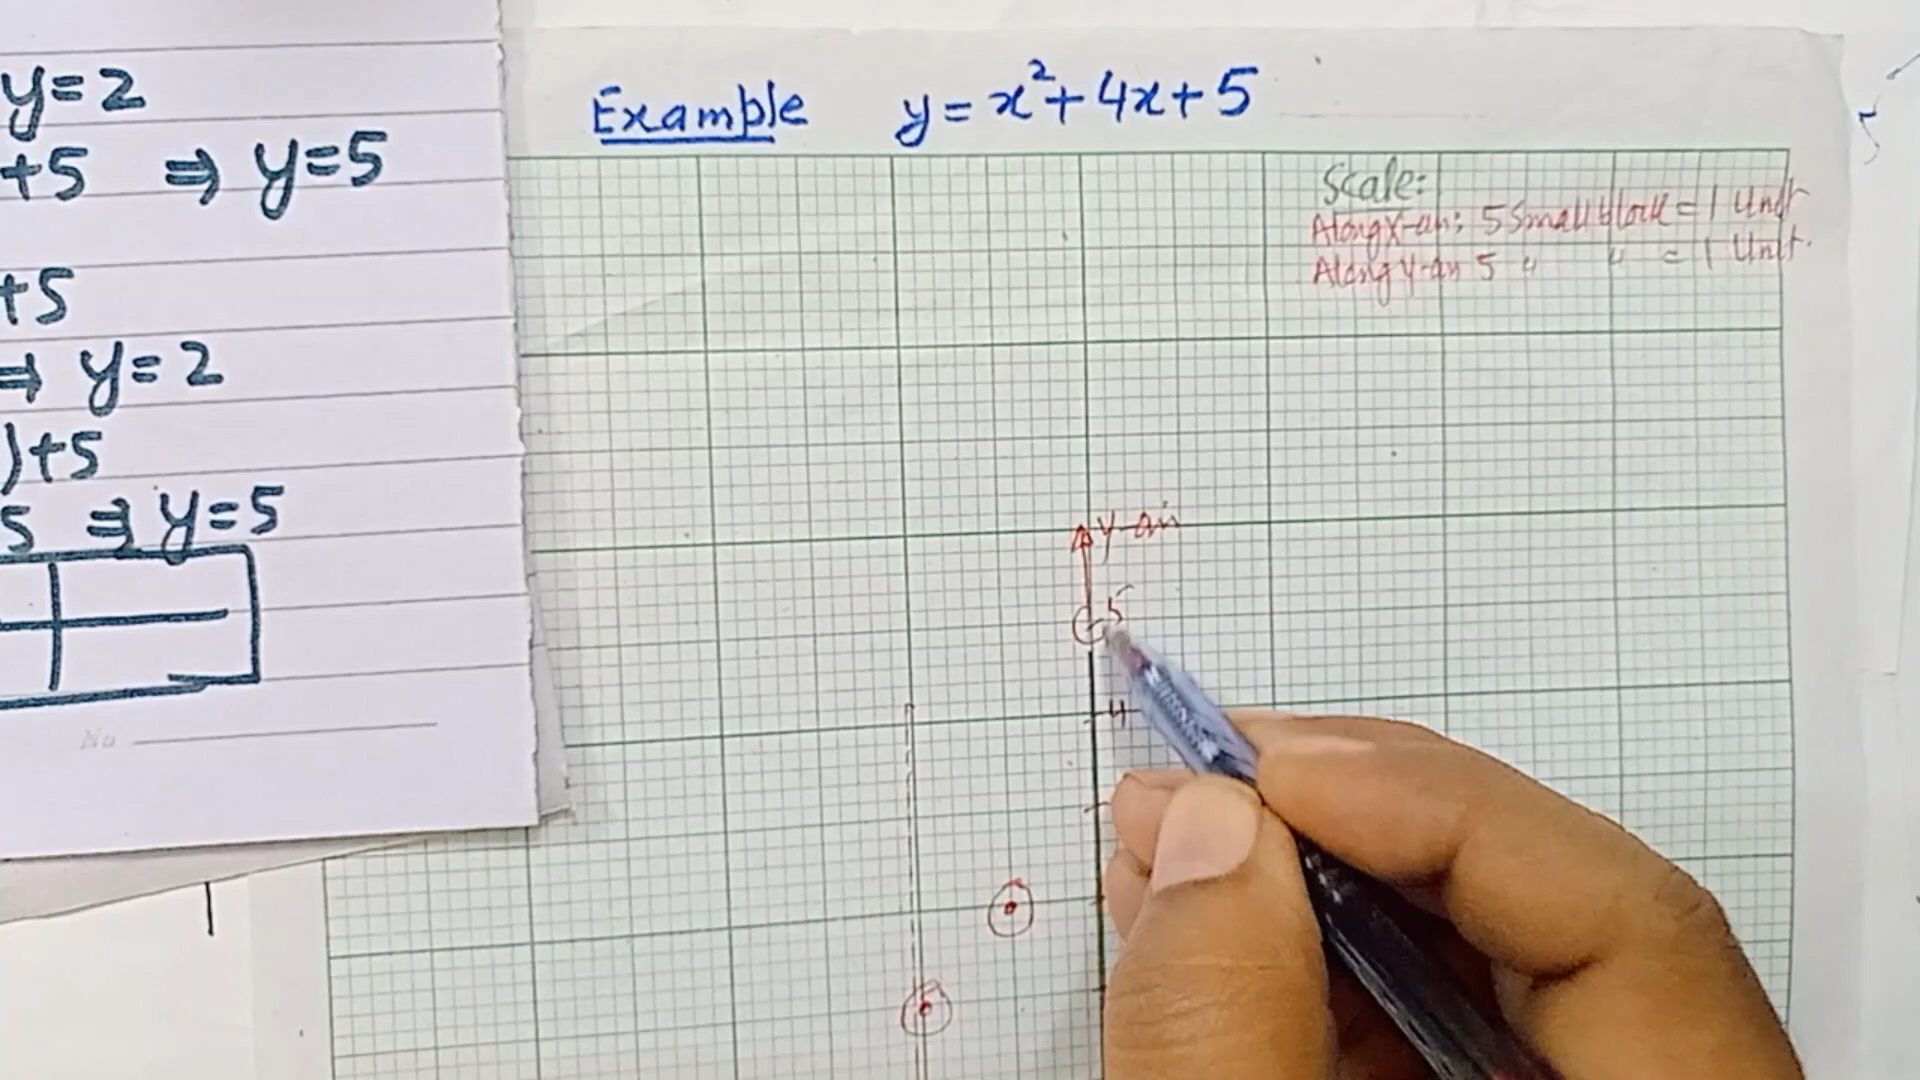 y=2
+5 ⇒ y=5
+5
⇒ y=2
)+5
5 ⇒ y=5
No
Example y = x²+4x+5
Scale:
Along x-axis: 5 Small block = 1 Unit
Along y-axis 5 " " = 1 Unit.
y-axis
5
4